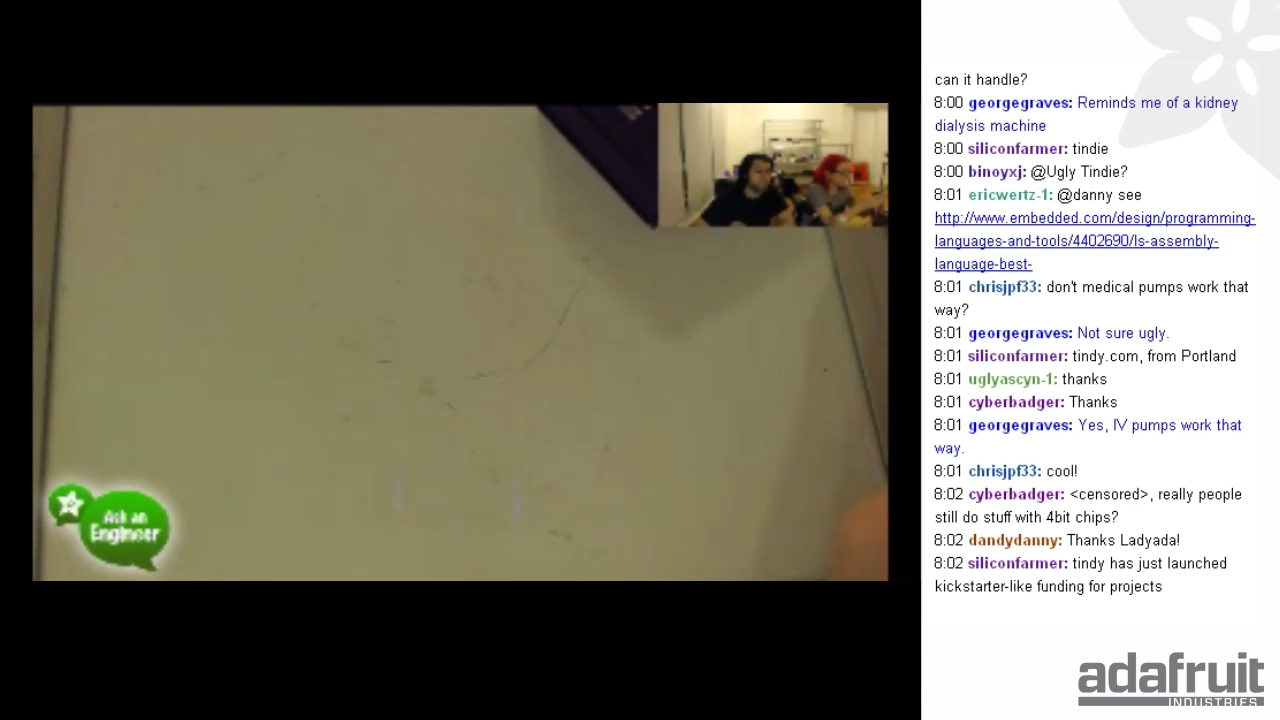 can it handle?
8:00 georgegraves: Reminds me of a kidney
dialysis machine
8:00 siliconfarmer: tindie
8:00 binoyxj: @Ugly Tindie?
8:01 ericwertz-1: @danny see
http://www.embedded.com/design/programming-
languages-and-tools/4402690/Is-assembly-
language-best-
8:01 chrisjpf33: don't medical pumps work that
way?
8:01 georgegraves: Not sure ugly.
8:01 siliconfarmer: tindy.com, from Portland
8:01 uglyascyn-1: thanks
8:01 cyberbadger: Thanks
8:01 georgegraves: Yes, IV pumps work that
way.
8:01 chrisjpf33: cool!
8:02 cyberbadger: <censored>, really people
still do stuff with 4bit chips?
8:02 dandydanny: Thanks Ladyada!
8:02 siliconfarmer: tindy has just launched
kickstarter-like funding for projects
Ask an
Engineer
adafruit
INDUSTRIES